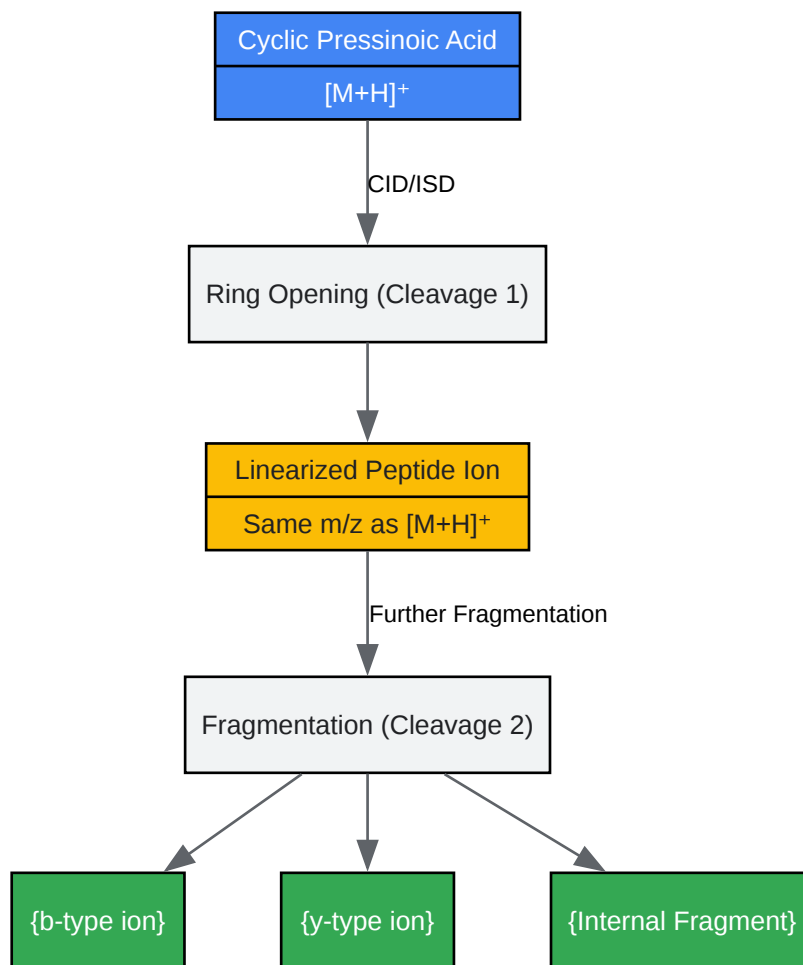 Cyclic Pressinoic Acid
[M+H]⁺
CID/ISD
Ring Opening (Cleavage 1)
Linearized Peptide Ion
Same m/z as [M+H]⁺
Further Fragmentation
Fragmentation (Cleavage 2)
{b-type ion}
{y-type ion}
{Internal Fragment}